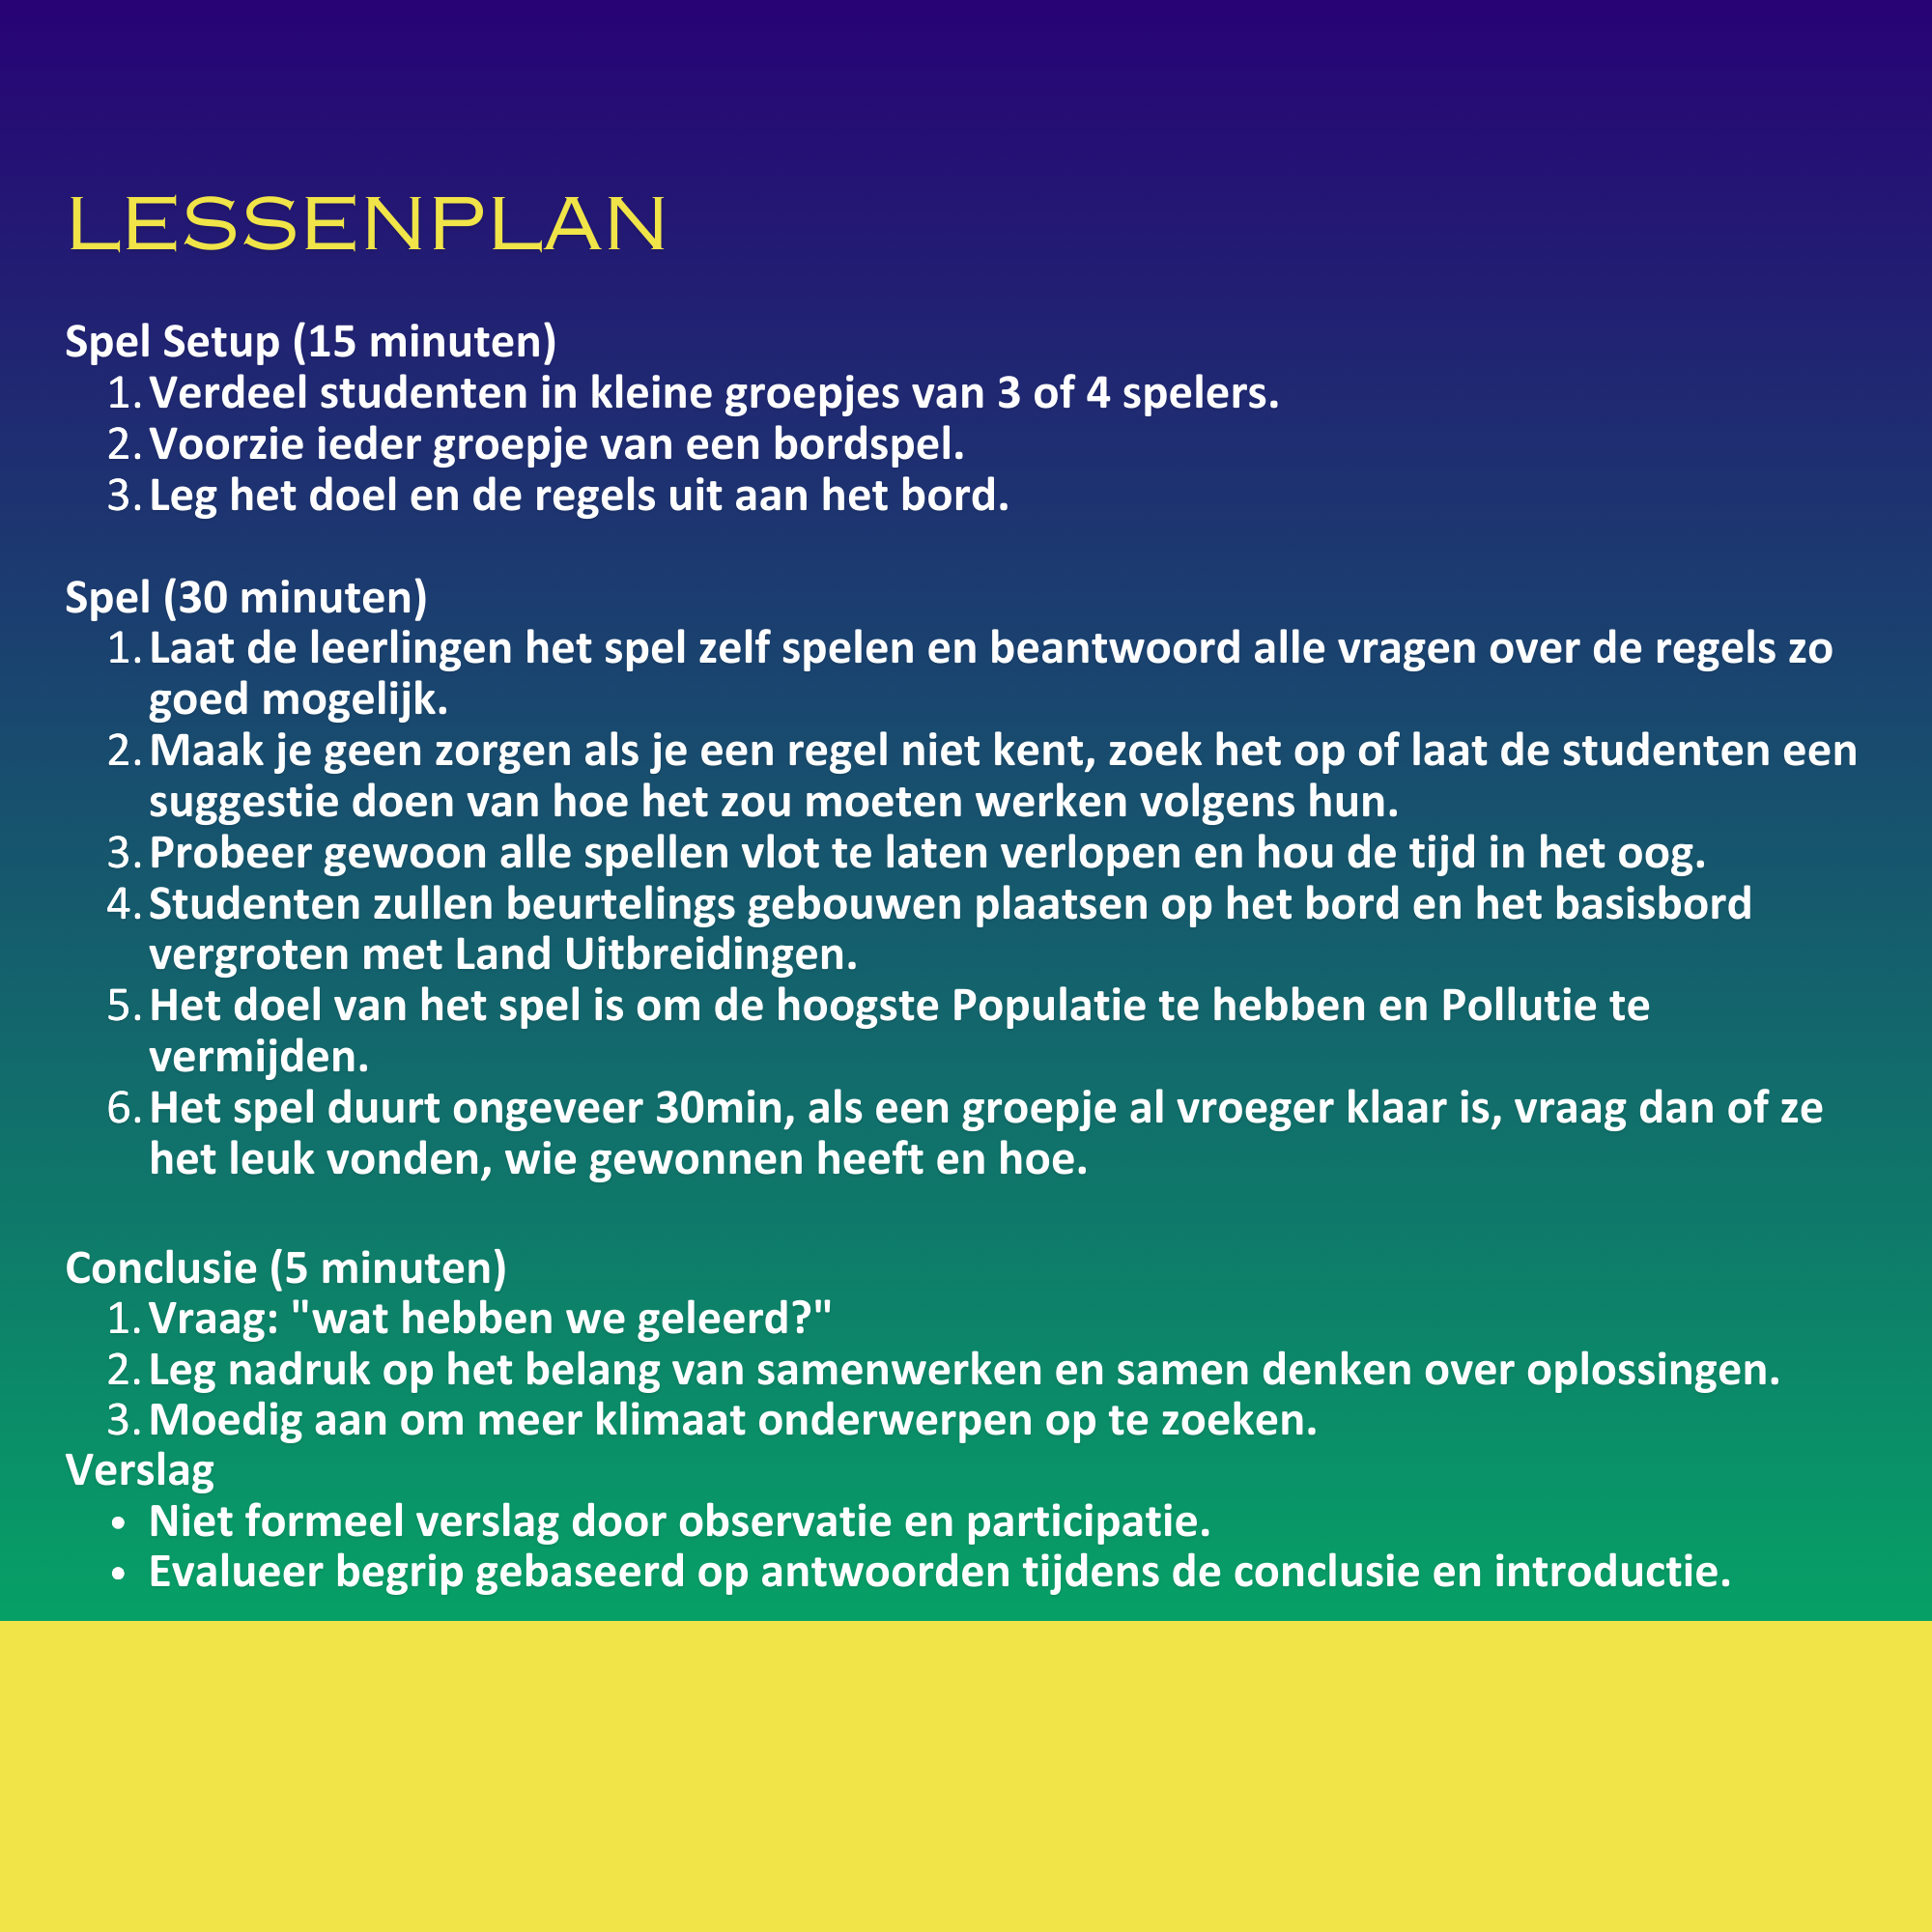 LESSENPLAN
Spel Setup (15 minuten)
1. Verdeel studenten in kleine groepjes van 3 of 4 spelers.
2. Voorzie ieder groepje van een bordspel.
3. Leg het doel en de regels uit aan het bord.
Spel (30 minuten)
1. Laat de leerlingen het spel zelf spelen en beantwoord alle vragen over de regels zo
goed mogelijk.
2. Maak je geen zorgen als je een regel niet kent, zoek het op of laat de studenten een
suggestie doen van hoe het zou moeten werken volgens hun.
3. Probeer gewoon alle spellen vlot te laten verlopen en hou de tijd in het oog.
4. Studenten zullen beurtelings gebouwen plaatsen op het bord en het basisbord
vergroten met Land Uitbreidingen.
5. Het doel van het spel is om de hoogste Populatie te hebben en Pollutie te
vermijden.
6. Het spel duurt ongeveer 30min, als een groepje al vroeger klaar is, vraag dan of ze
het leuk vonden, wie gewonnen heeft en hoe.
Conclusie (5 minuten)
1. Vraag: "wat hebben we geleerd?"
2. Leg nadruk op het belang van samenwerken en samen denken over oplossingen.
3. Moedig aan om meer klimaat onderwerpen op te zoeken.
Verslag
• Niet formeel verslag door observatie en participatie.
• Evalueer begrip gebaseerd op antwoorden tijdens de conclusie en introductie.